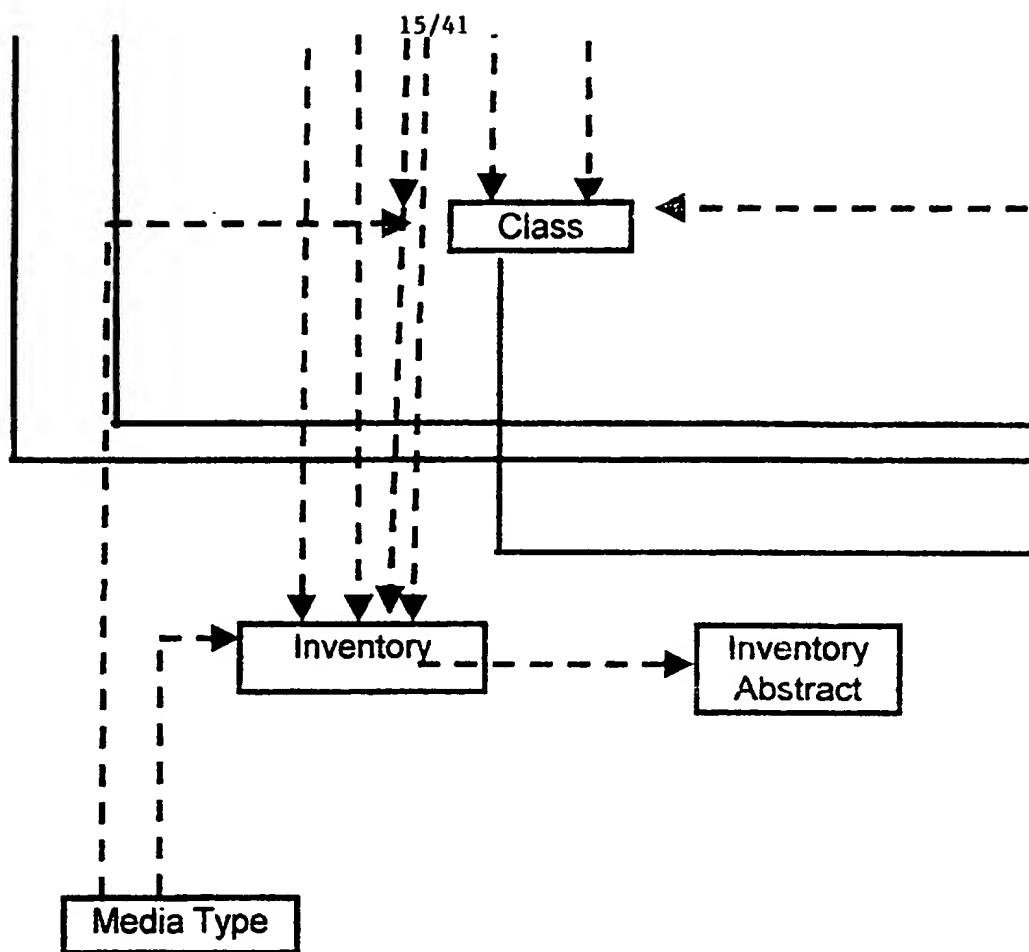 15/41
Class
Inventory
Inventory
Abstract
Media Type